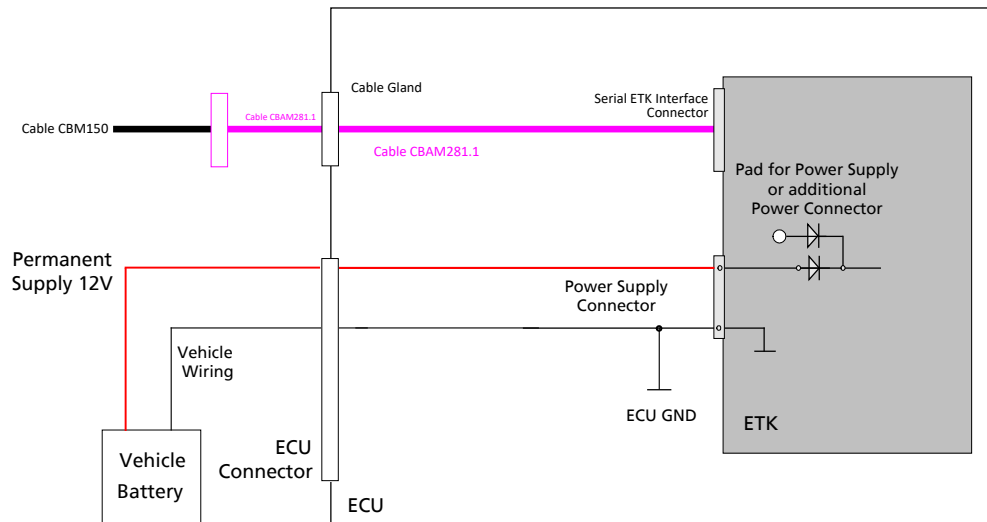 Cable Gland
Serial ETK Interface
Connector
Cable CBM150
Cable CBAM281.1
Cable CBAM281.1
Pad for Power Supply
or additional
Power Connector
Permanent
Supply 12V
Power Supply
Connector
Vehicle
Wiring
ECU GND
ETK
ECU
Connector
Vehicle
Battery
ECU